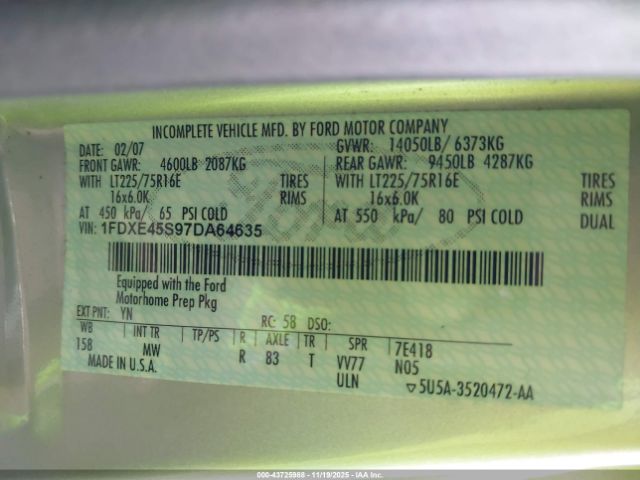 INCOMPLETE VEHICLE MFD. BY FORD MOTOR COMPANY
DATE: 02/07 GVWR: 14050LB/ 6373KG
FRONT GAWR: 4600LB 2087KG REAR GAWR: 9450LB 4287KG
WITH LT225/75R16E TIRES WITH LT225/75R16E TIRES
16x6.0K RIMS 16x6.0K RIMS
AT 450 kPa/ 65 PSI COLD AT 550 kPa/ 80 PSI COLD DUAL
VIN: 1FDXE45S97DA64635
Equipped with the Ford
Motorhome Prep Pkg
EXT PNT: YN RC: 58 DSO:
WB INT TR TP/PS R AXLE TR SPR 7E418
158 MW R 83 T VV77 N05
MADE IN U.S.A. ULN ▽5U5A-3520472-AA
000-43725988 - 11/19/2025 - IAA Inc.